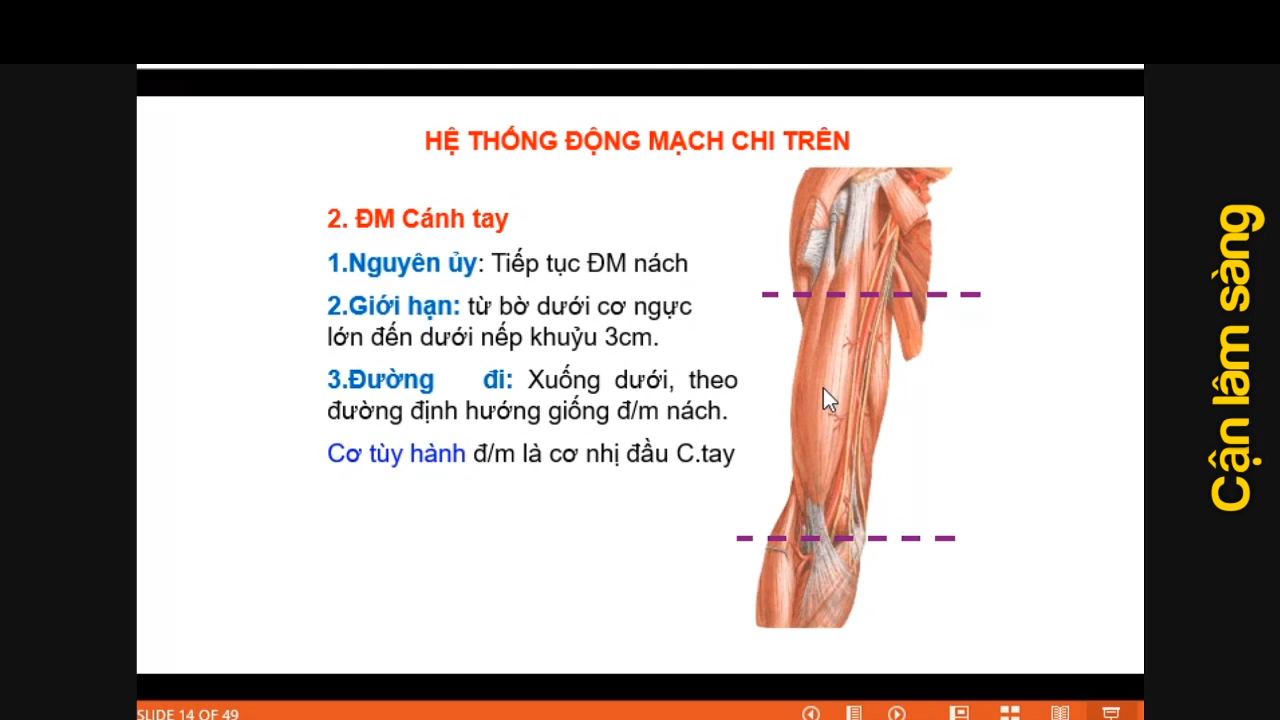 HỆ THỐNG ĐỘNG MẠCH CHI TRÊN
2. ĐM Cánh tay
1.Nguyên ủy: Tiếp tục ĐM nách
2.Giới hạn: từ bờ dưới cơ ngực
lớn đến dưới nếp khuỷu 3cm.
3.Đường đi: Xuống dưới, theo
đường định hướng giống đ/m nách.
Cơ tùy hành đ/m là cơ nhị đầu C.tay
Cận lâm sàng
SLIDE 14 OF 49